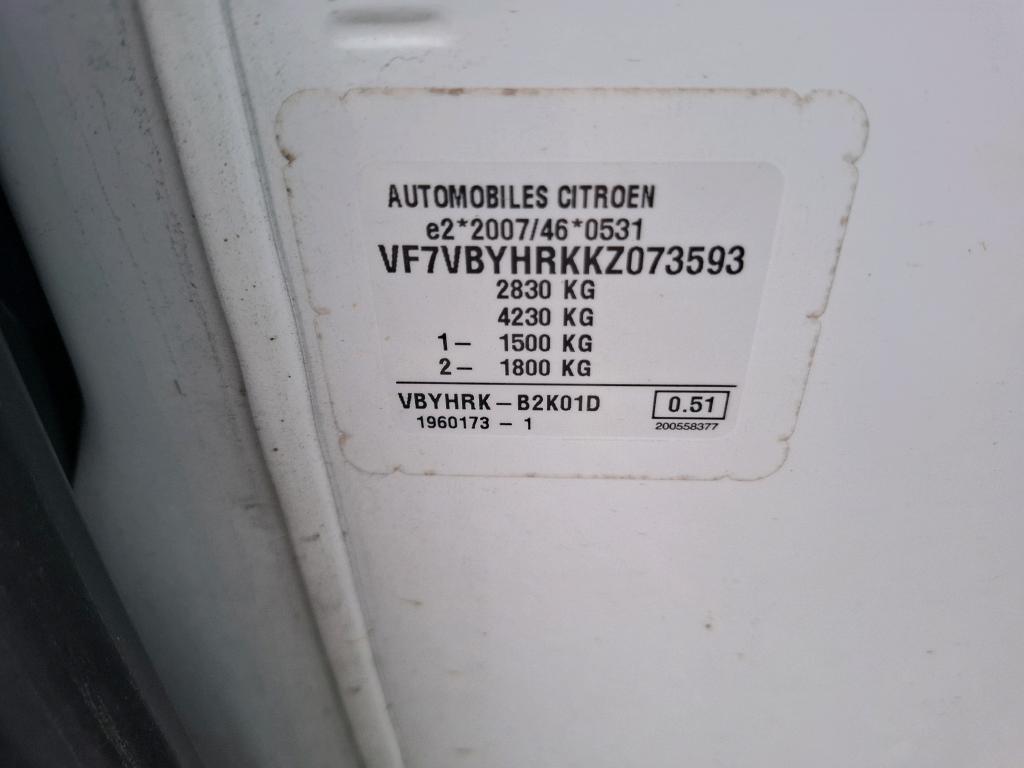 AUTOMOBILES CITROEN
e2*2007/46*0531
VF7VBYHRKKZ073593
2830 KG
4230 KG
1- 1500 KG
2- 1800 KG
VBYHRK-B2K01D 0.51
1960173 - 1 200558377